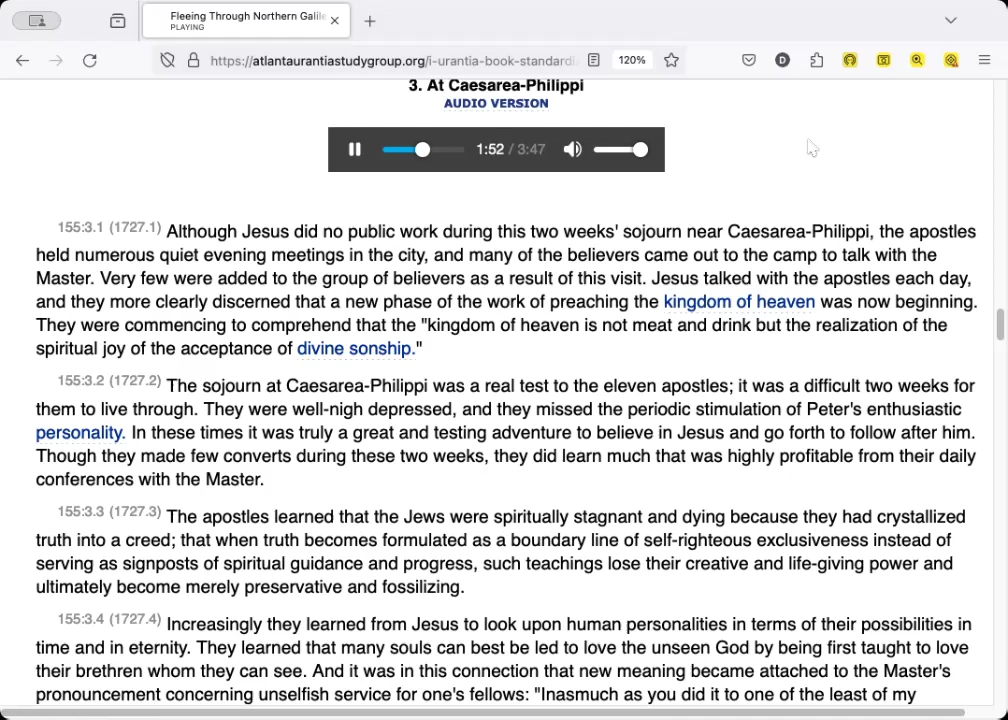 Fleeing Through Northern Galile
PLAYING
https://atlantaurantiastudygroup.org/i-urantia-book-standardi
120%
3. At Caesarea-Philippi
AUDIO VERSION
1:52 / 3:47
155:3.1 (1727.1) Although Jesus did no public work during this two weeks' sojourn near Caesarea-Philippi, the apostles
held numerous quiet evening meetings in the city, and many of the believers came out to the camp to talk with the
Master. Very few were added to the group of believers as a result of this visit. Jesus talked with the apostles each day,
and they more clearly discerned that a new phase of the work of preaching the kingdom of heaven was now beginning.
They were commencing to comprehend that the "kingdom of heaven is not meat and drink but the realization of the
spiritual joy of the acceptance of divine sonship."
155:3.2 (1727.2) The sojourn at Caesarea-Philippi was a real test to the eleven apostles; it was a difficult two weeks for
them to live through. They were well-nigh depressed, and they missed the periodic stimulation of Peter's enthusiastic
personality. In these times it was truly a great and testing adventure to believe in Jesus and go forth to follow after him.
Though they made few converts during these two weeks, they did learn much that was highly profitable from their daily
conferences with the Master.
155:3.3 (1727.3) The apostles learned that the Jews were spiritually stagnant and dying because they had crystallized
truth into a creed; that when truth becomes formulated as a boundary line of self-righteous exclusiveness instead of
serving as signposts of spiritual guidance and progress, such teachings lose their creative and life-giving power and
ultimately become merely preservative and fossilizing.
155:3.4 (1727.4) Increasingly they learned from Jesus to look upon human personalities in terms of their possibilities in
time and in eternity. They learned that many souls can best be led to love the unseen God by being first taught to love
their brethren whom they can see. And it was in this connection that new meaning became attached to the Master's
pronouncement concerning unselfish service for one's fellows: "Inasmuch as you did it to one of the least of my